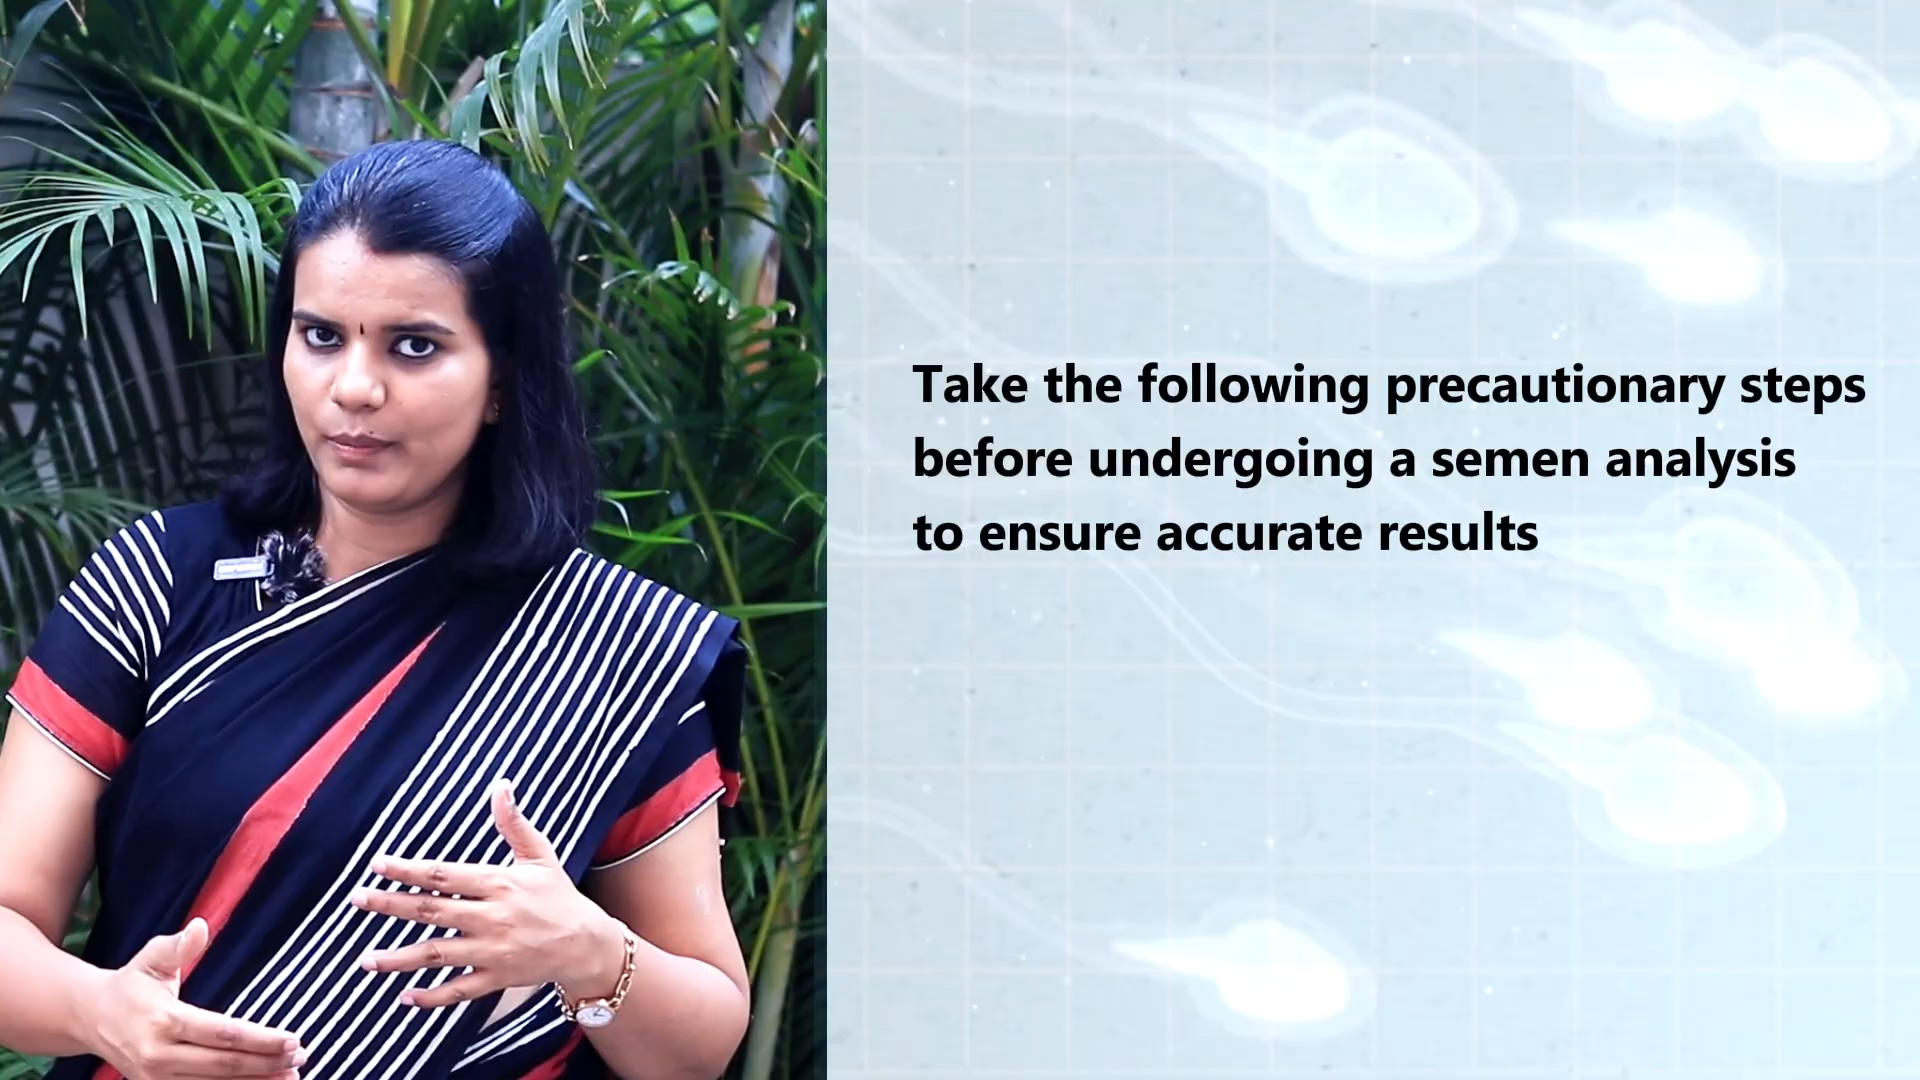 Take the following precautionary steps
before undergoing a semen analysis
to ensure accurate results